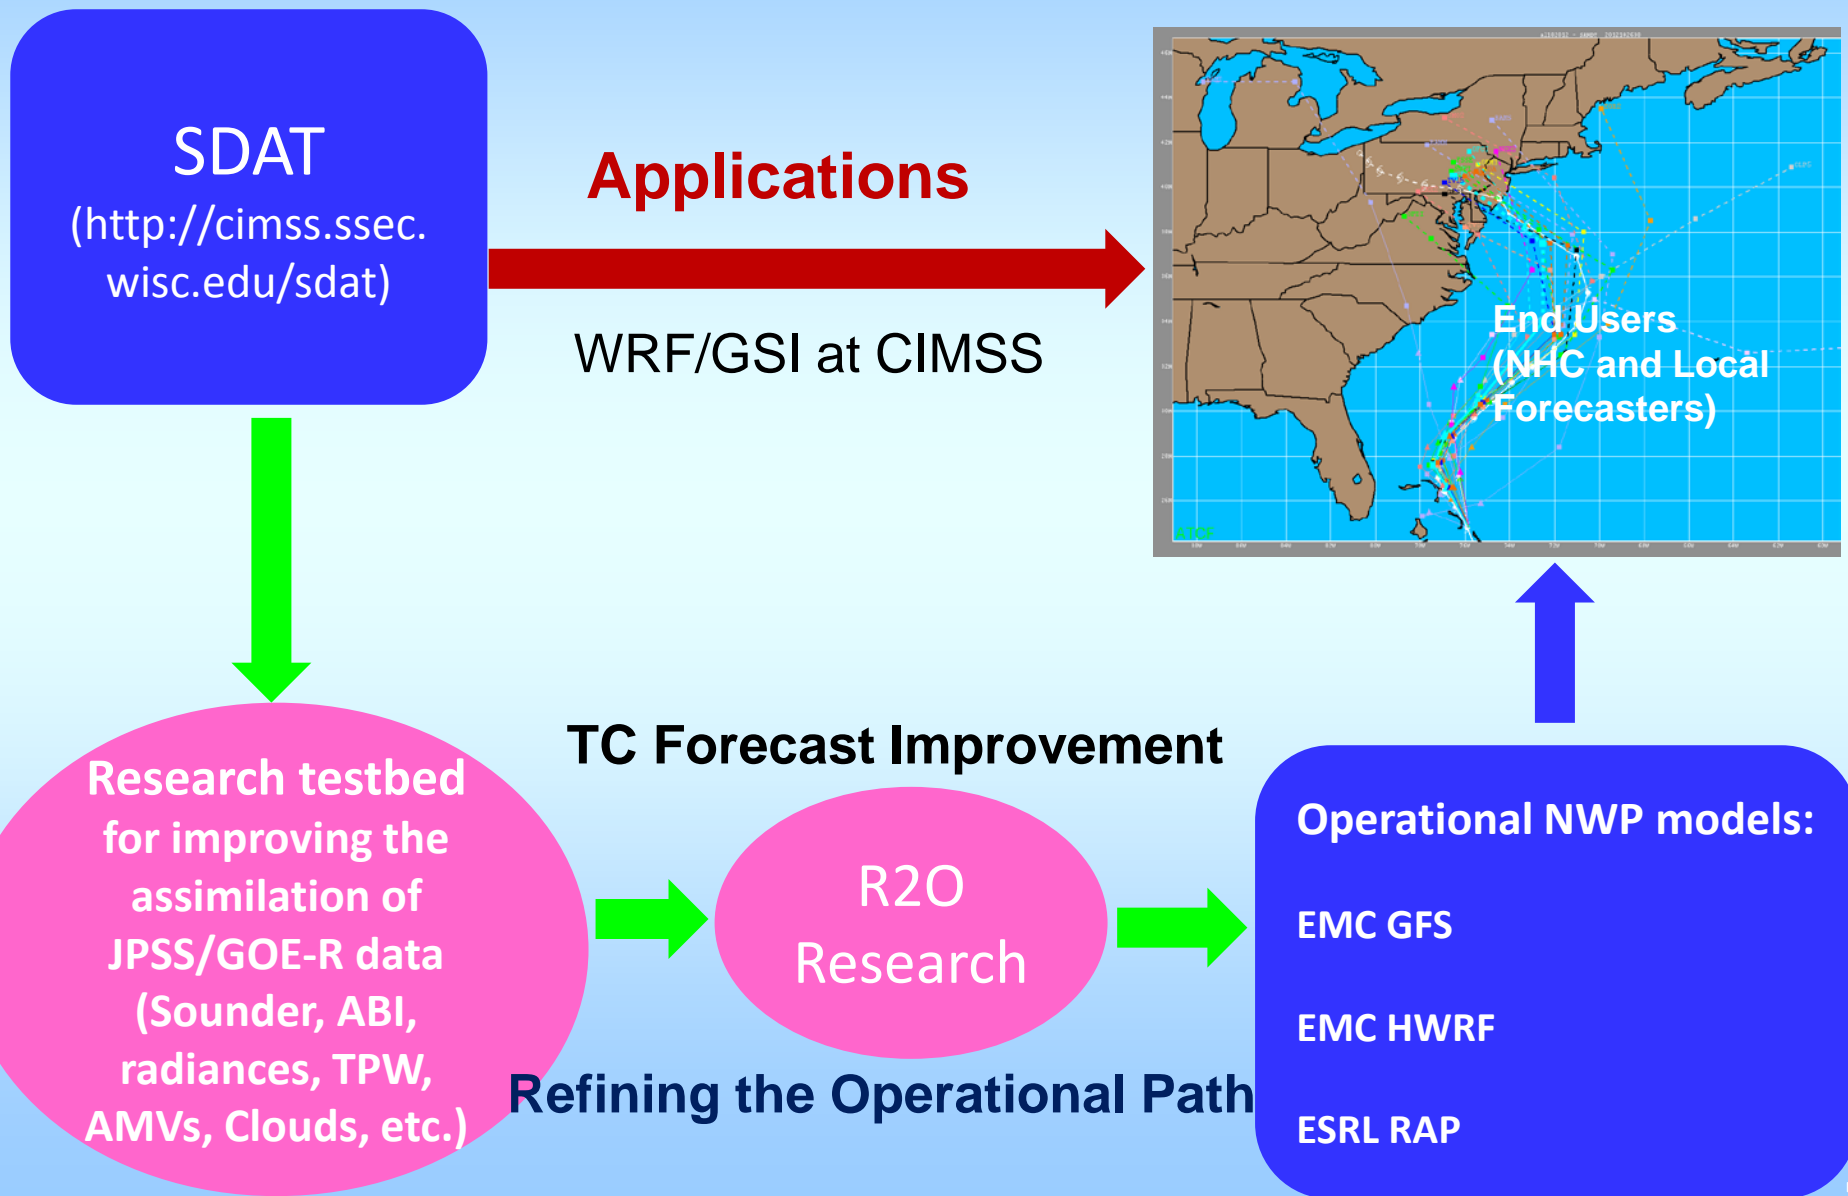 SDAT
(http://cimss.ssec.
wisc.edu/sdat)
Applications
WRF/GSI at CIMSS
End Users
(NHC and Local
Forecasters)
ATCF
TC Forecast Improvement
Research testbed
for improving the
assimilation of
JPSS/GOE-R data
(Sounder, ABI,
radiances, TPW,
AMVs, Clouds, etc.)
R2O
Research
Refining the Operational Path
Operational NWP models:
EMC GFS
EMC HWRF
ESRL RAP